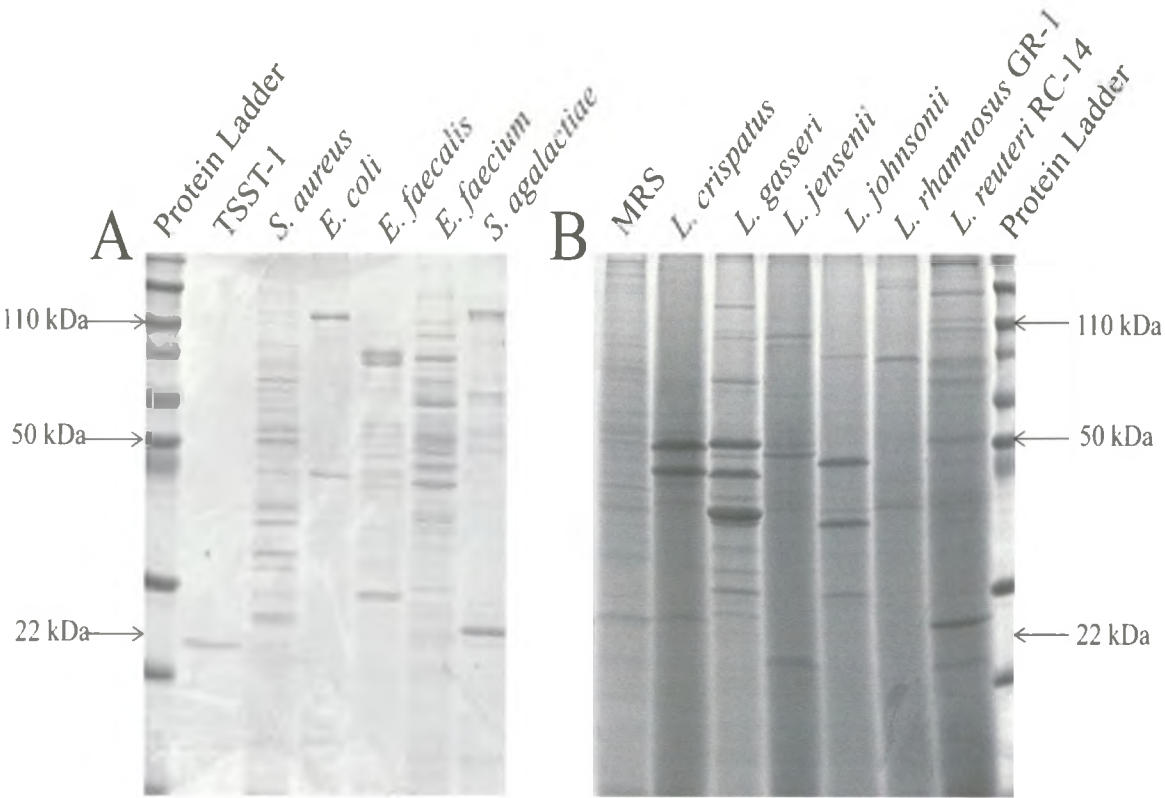 A
Protein Ladder
TSST-1
S. aureus
E. coli
E. faecalis
E. faecium
S. agalactiae
110 kDa
50 kDa
22 kDa
B
MRS
L. crispatus
L. gasseri
L. jensenii
L. johnsonii
L. rhamnosus GR-1
L. reuteri RC-14
Protein Ladder
110 kDa
50 kDa
22 kDa